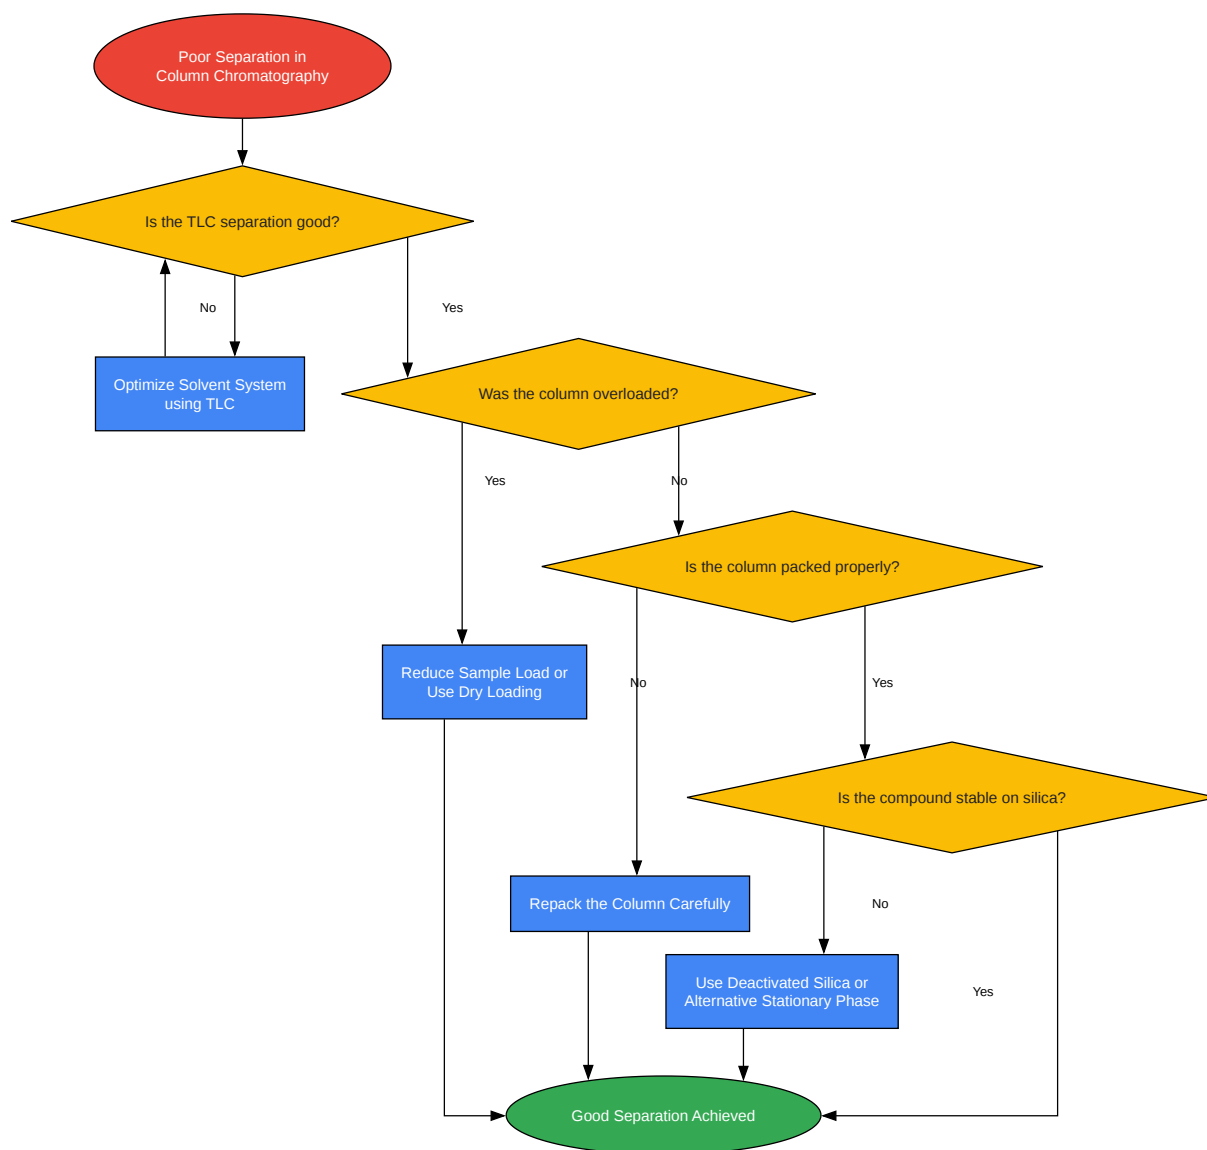 Poor Separation in
Column Chromatography
Is the TLC separation good?
No
Yes
Optimize Solvent System
using TLC
Was the column overloaded?
Yes
No
Is the column packed properly?
Reduce Sample Load or
Use Dry Loading
No
Yes
Is the compound stable on silica?
Repack the Column Carefully
No
Use Deactivated Silica or
Alternative Stationary Phase
Yes
Good Separation Achieved